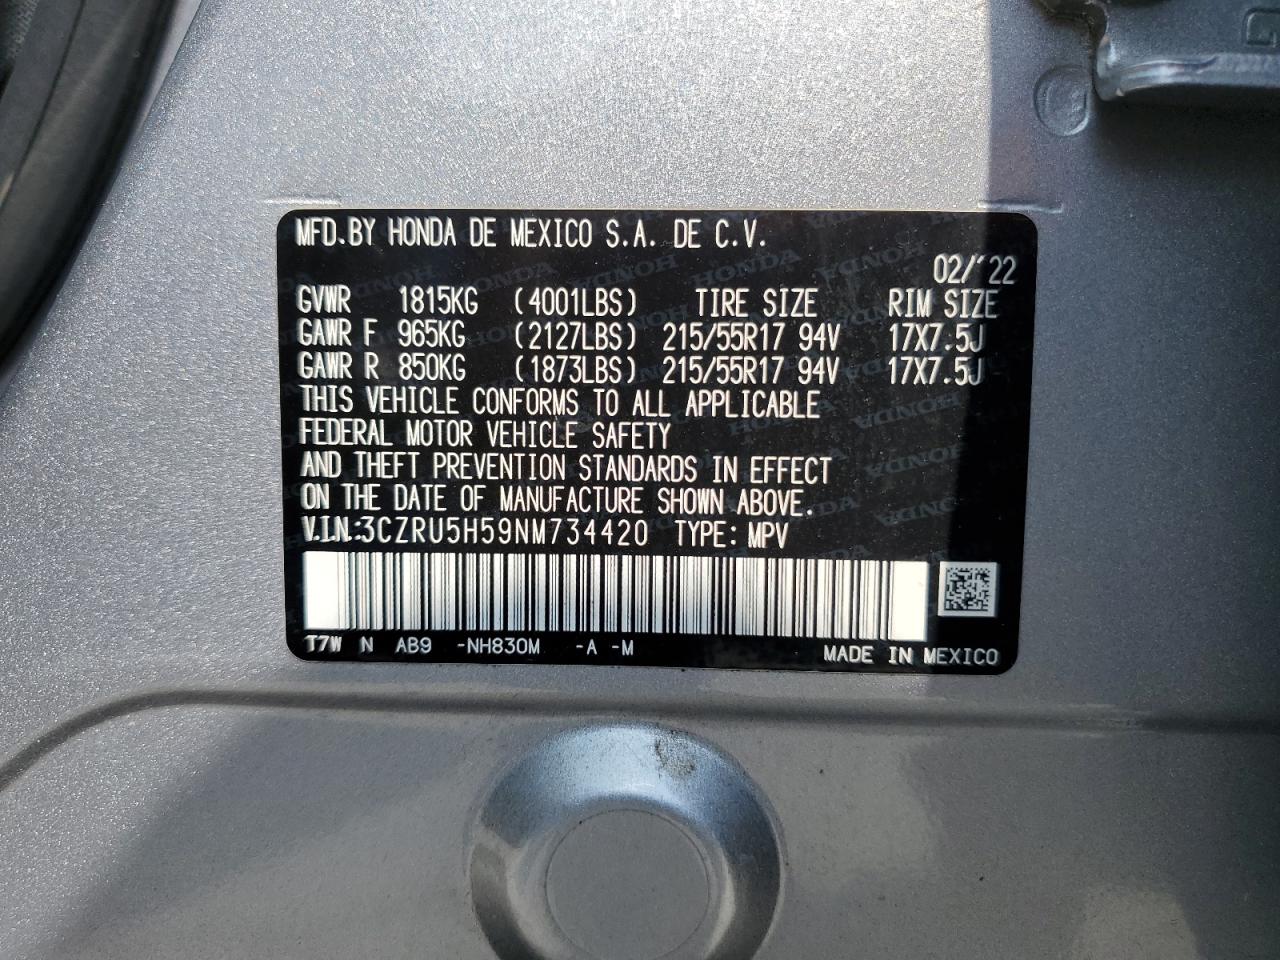 MFD.BY HONDA DE MEXICO S.A. DE C.V.
02/'22
GVWR 1815KG (4001LBS) TIRE SIZE RIM SIZE
GAWR F 965KG (2127LBS) 215/55R17 94V 17X7.5J
GAWR R 850KG (1873LBS) 215/55R17 94V 17X7.5J
THIS VEHICLE CONFORMS TO ALL APPLICABLE
FEDERAL MOTOR VEHICLE SAFETY
AND THEFT PREVENTION STANDARDS IN EFFECT
ON THE DATE OF MANUFACTURE SHOWN ABOVE.
V.I.N.:3CZRU5H59NM734420 TYPE: MPV
T7W N AB9 -NH830M -A -M
MADE IN MEXICO